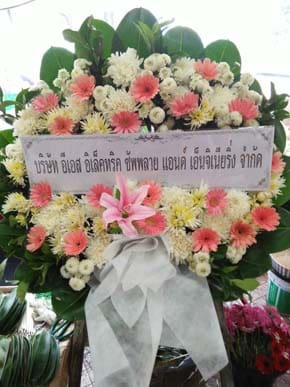 บริษัท อีเอส อิเล็คทริค ซัพพลาย แอนด์ เอ็นจิเนียริ่ง จำกัด